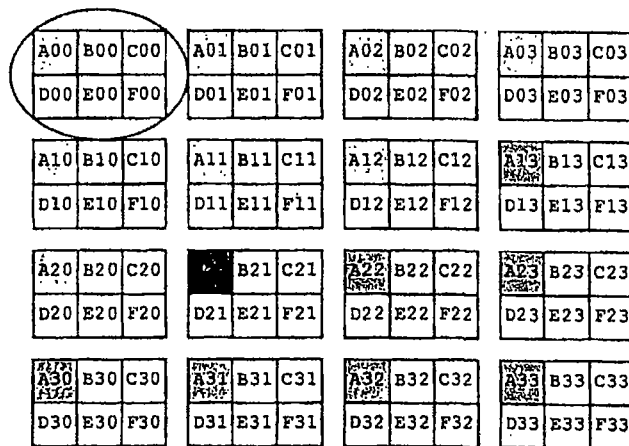 A00 B00 C00 A01 B01 C01 A02 B02 C02 A03 B03 C03
D00 E00 F00 D01 E01 F01 D02 E02 F02 D03 E03 F03
A10 B10 C10 A11 B11 C11 A12 B12 C12 A13 B13 C13
D10 E10 F10 D11 E11 F11 D12 E12 F12 D13 E13 F13
A20 B20 C20 B21 C21 A22 B22 C22 A23 B23 C23
D20 E20 F20 D21 E21 F21 D22 E22 F22 D23 E23 F23
A30 B30 C30 A31 B31 C31 A32 B32 C32 A33 B33 C33
D30 E30 F30 D31 E31 F31 D32 E32 F32 D33 E33 F33